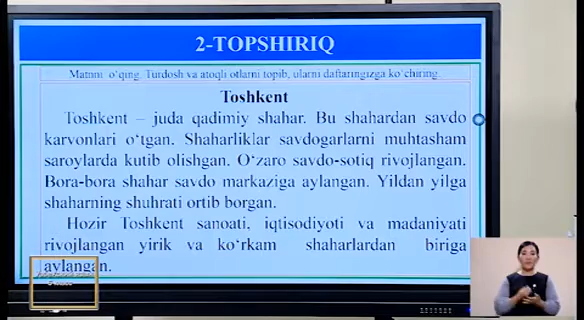 2-TOPSHIRIQ
Matnni o‘qing. Turdosh va atoqli otlarni topib, ularni daftaringizga ko‘chiring.
Toshkent
Toshkent – juda qadimiy shahar. Bu shahardan savdo
karvonlari o‘tgan. Shaharliklar savdogarlarni muhtasham
saroylarda kutib olishgan. O‘zaro savdo-sotiq rivojlangan.
Bora-bora shahar savdo markaziga aylangan. Yildan yilga
shaharning shuhrati ortib borgan.
Hozir Toshkent sanoati, iqtisodiyoti va madaniyati
rivojlangan yirik va ko‘rkam shaharlardan biriga
aylangan.